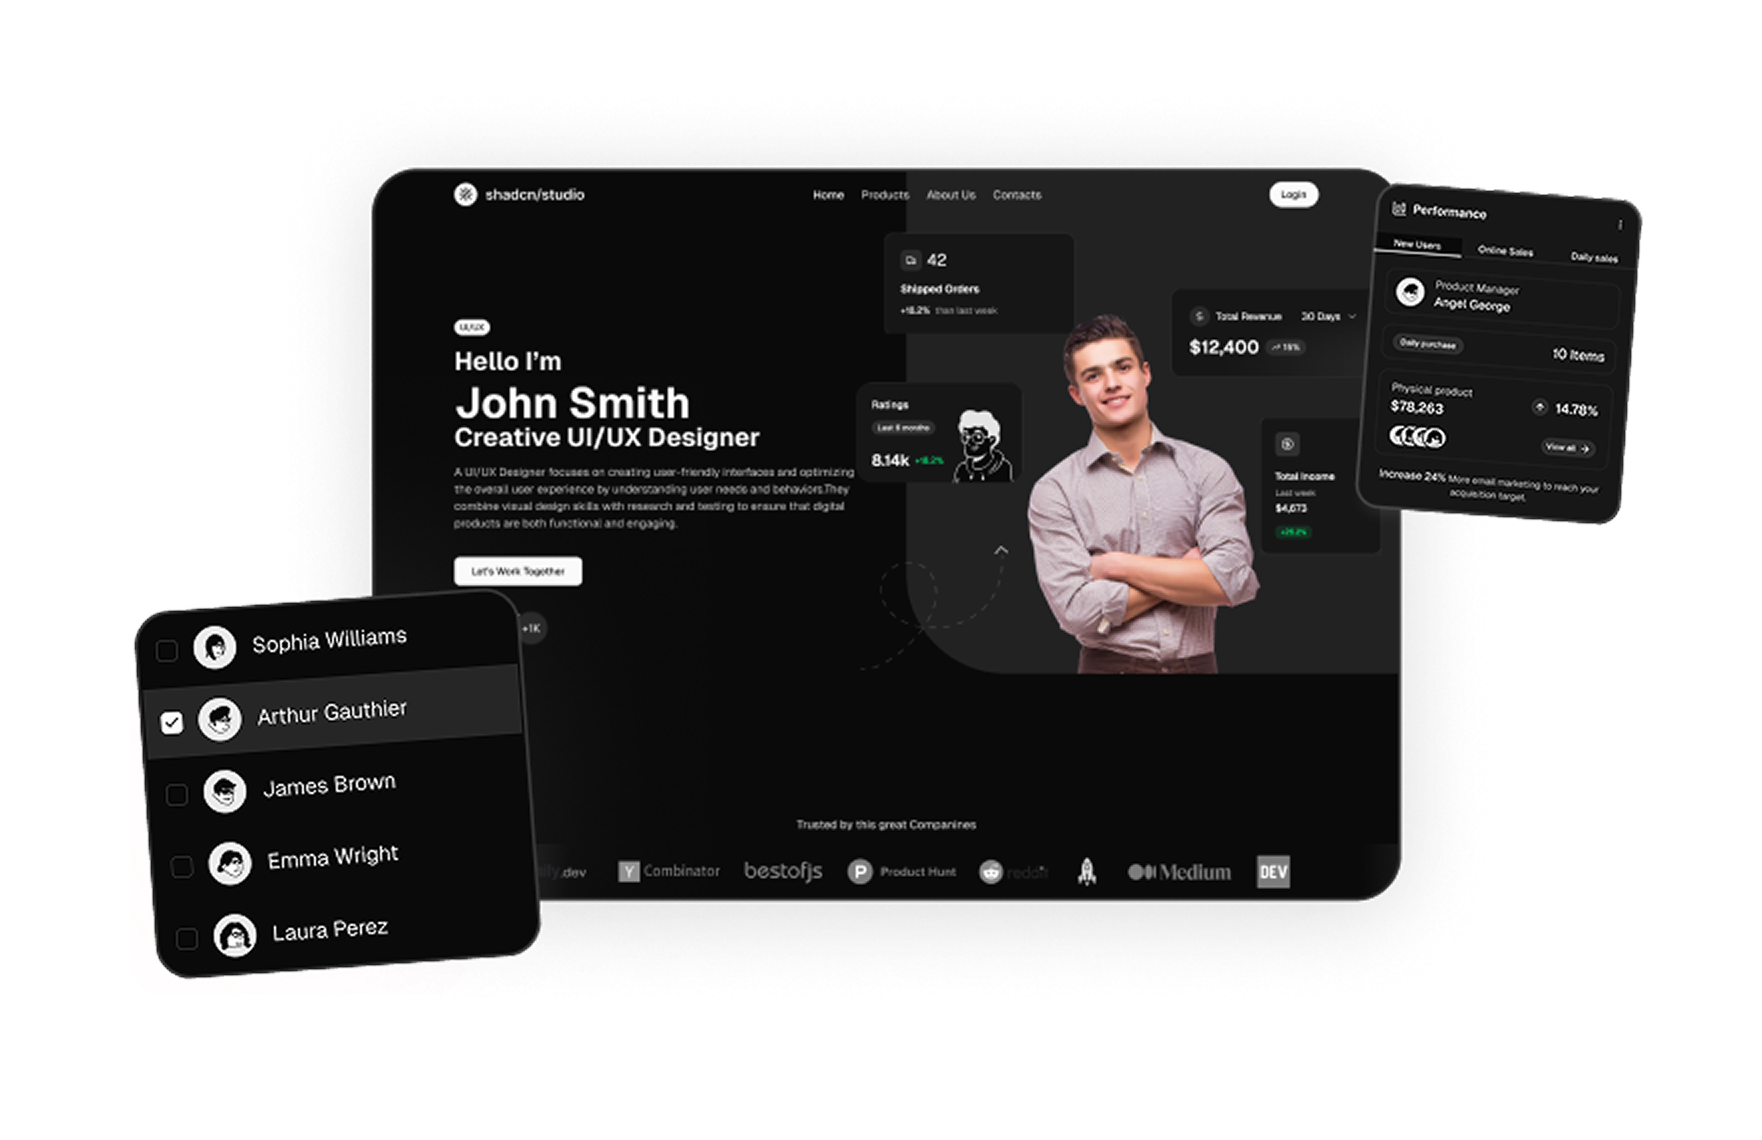 shadcn/studio
Home Products About Us Contacts
Login
UI/UX
Hello I'm
John Smith
Creative UI/UX Designer
A UI/UX Designer focuses on creating user-friendly interfaces and optimizing
the overall user experience by understanding user needs and behaviors.They
combine visual design skills with research and testing to ensure that digital
products are both functional and engaging.
Let's Work Together
+1K
42
Shipped Orders
+18.2% than last week
Ratings
Last 6 months
8.14k +18.2%
Total Revenue 30 Days
$12,400
Total Income
Last week
$4,673
+25.2%
Performance
New Users Online Sales Daily sales
Product Manager
Angel George
Daily purchase
10 Items
Physical product
$78,263
14.78%
View all
Increase 24% More email marketing to reach your
acquisition target.
Sophia Williams
Arthur Gauthier
James Brown
Emma Wright
Laura Perez
Trusted by this great Companines
.dev
Y Combinator
bestofjs
P Product Hunt
reddit
Medium
DEV